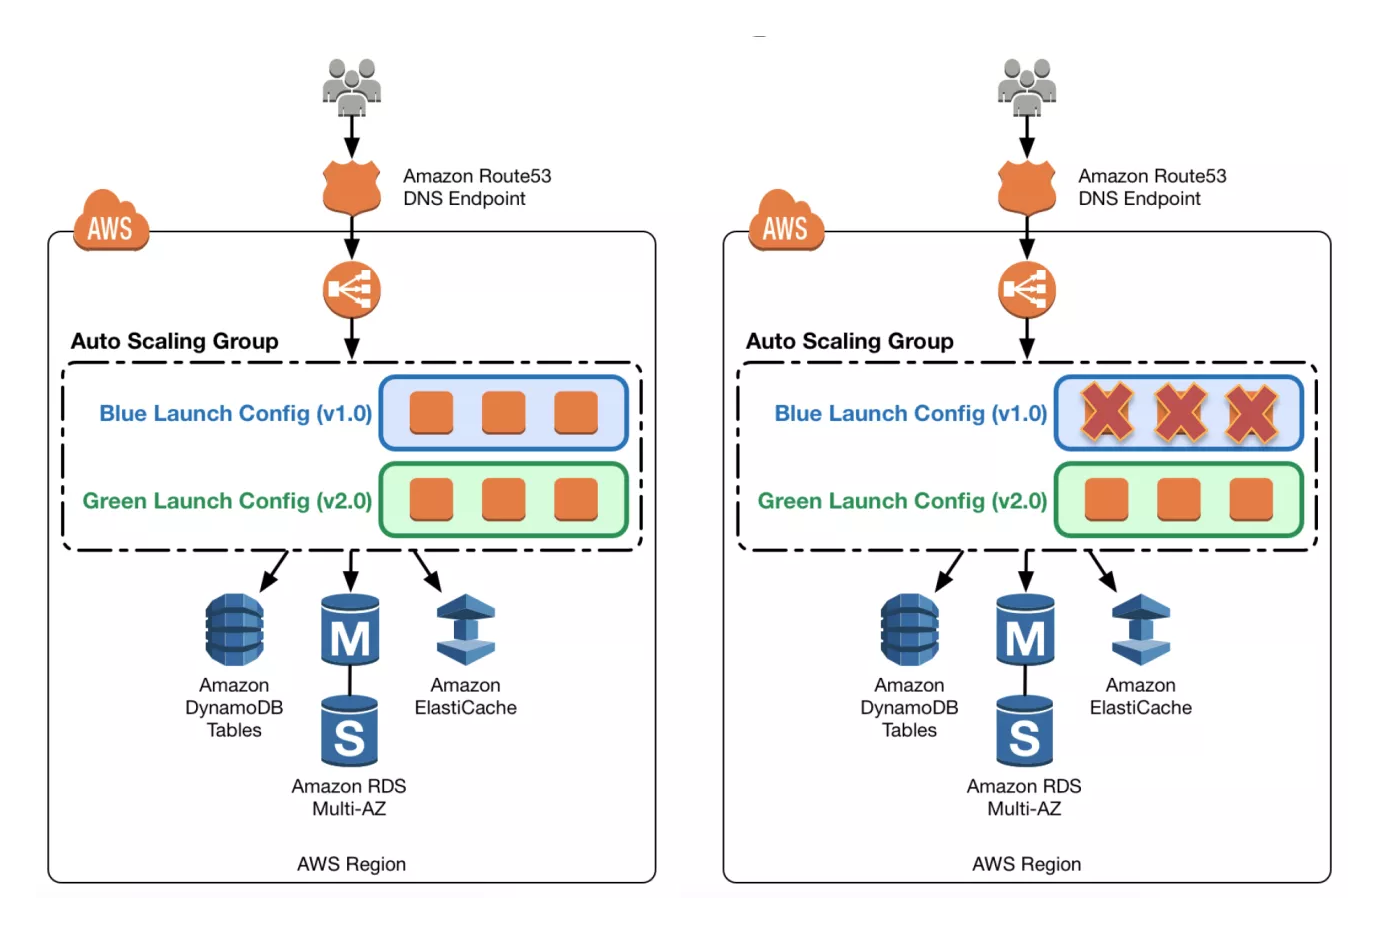 Amazon Route53
DNS Endpoint
AWS
Auto Scaling Group
Blue Launch Config (v1.0)
Green Launch Config (v2.0)
M
Amazon
DynamoDB
Tables
Amazon
ElastiCache
S
Amazon RDS
Multi-AZ
AWS Region
Amazon Route53
DNS Endpoint
AWS
Auto Scaling Group
Blue Launch Config (v1.0)
Green Launch Config (v2.0)
M
Amazon
DynamoDB
Tables
Amazon
ElastiCache
S
Amazon RDS
Multi-AZ
AWS Region